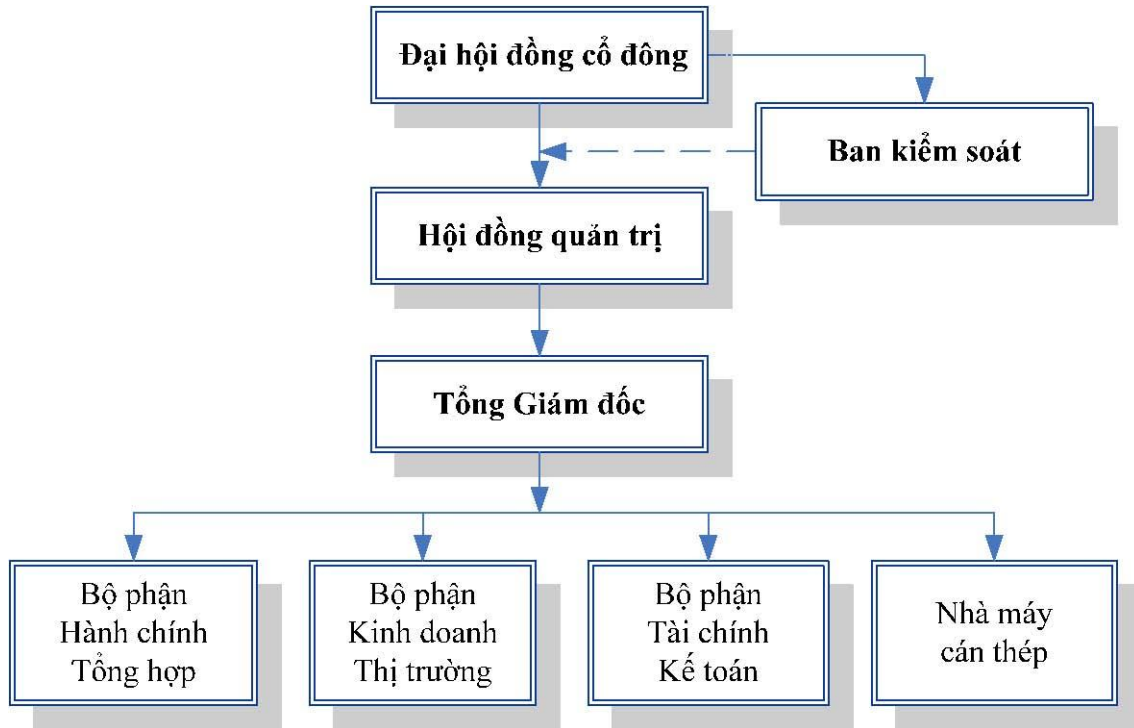 Đại hội đồng cổ đông
Ban kiểm soát
Hội đồng quản trị
Tổng Giám đốc
Bộ phận
Hành chính
Tổng hợp
Bộ phận
Kinh doanh
Thị trường
Bộ phận
Tài chính
Kế toán
Nhà máy
cán thép